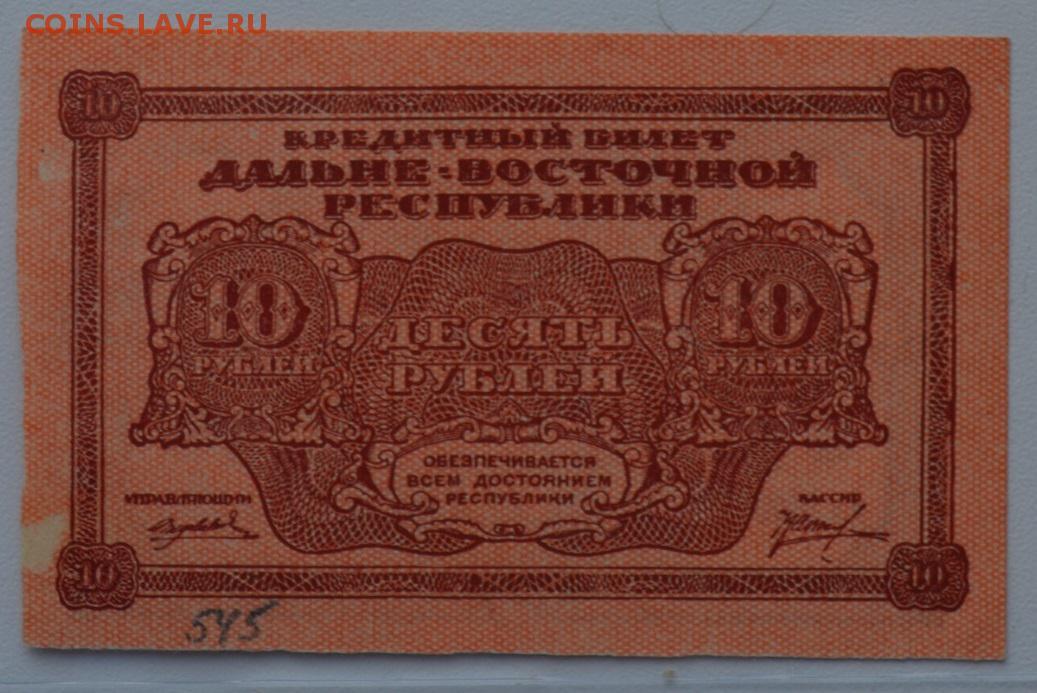 COINS.LAVE.RU
10 10
КРЕДИТНЫЙ БИЛЕТ
ДАЛЬНЕ-ВОСТОЧНОЙ
РЕСПУБЛИКИ
10 ДЕСЯТЬ 10
РУБЛЕЙ РУБЛЕЙ РУБЛЕЙ
ОБЕЗПЕЧИВАЕТСЯ
ВСЕМ ДОСТОЯНИЕМ
УПРАВЛЯЮЩИЙ РЕСПУБЛИКИ КАССИР
10 10
545